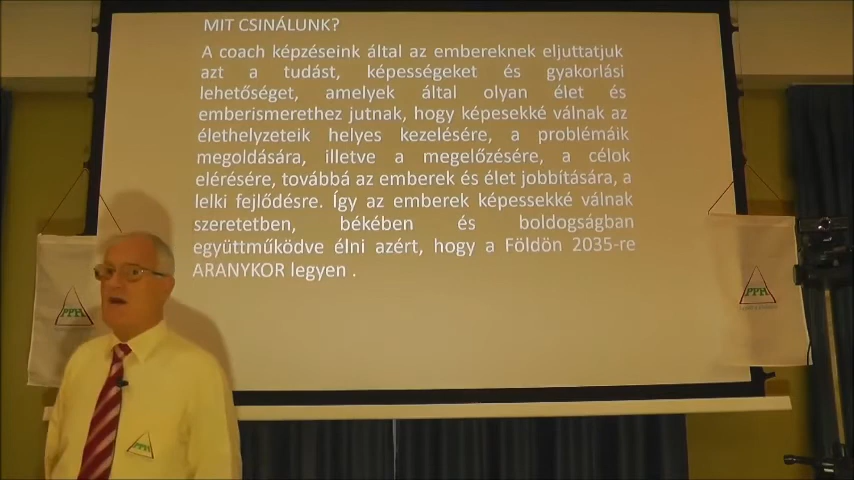 MIT CSINÁLUNK?
A coach képzéseink által az embereknek eljuttatjuk
azt a tudást, képességeket és gyakorlási
lehetőséget, amelyek által olyan élet és
emberismerethez jutnak, hogy képesekké válnak az
élethelyzeteik helyes kezelésére, a problémáik
megoldására, illetve a megelőzésére, a célok
elérésére, továbbá az emberek és élet jobbítására, a
lelki fejlődésre. Így az emberek képessekké válnak
szeretetben, békében és boldogságban
együttműködve élni azért, hogy a Földön 2035-re
ARANYKOR legyen .
PPH
PPH
PPH